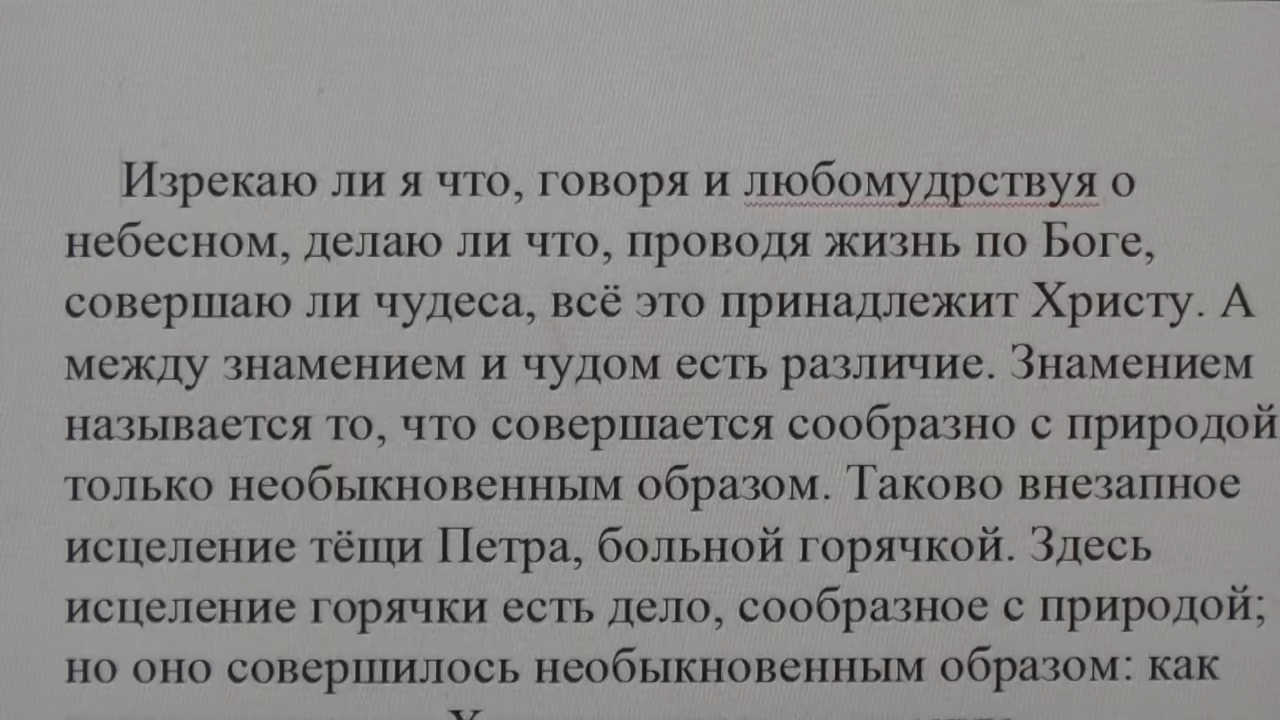 Изрекаю ли я что, говоря и любомудрствуя о
небесном, делаю ли что, проводя жизнь по Боге,
совершаю ли чудеса, всё это принадлежит Христу. А
между знамением и чудом есть различие. Знамением
называется то, что совершается сообразно с природой
только необыкновенным образом. Таково внезапное
исцеление тёщи Петра, больной горячкой. Здесь
исцеление горячки есть дело, сообразное с природой;
но оно совершилось необыкновенным образом: как